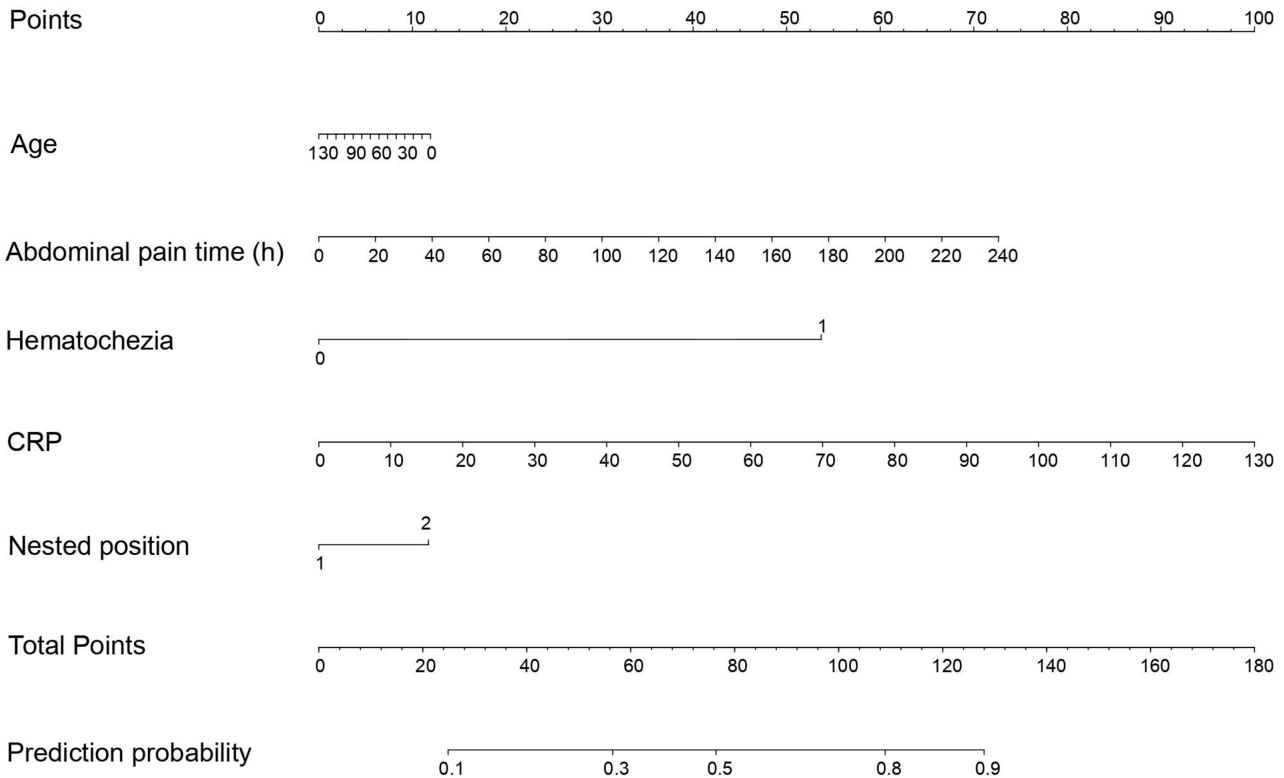 Points 0 10 20 30 40 50 60 70 80 90 100
Age 130 90 60 30 0
Abdominal pain time (h) 0 20 40 60 80 100 120 140 160 180 200 220 240
Hematochezia 0 1
CRP 0 10 20 30 40 50 60 70 80 90 100 110 120 130
Nested position 1 2
Total Points 0 20 40 60 80 100 120 140 160 180
Prediction probability 0.1 0.3 0.5 0.8 0.9